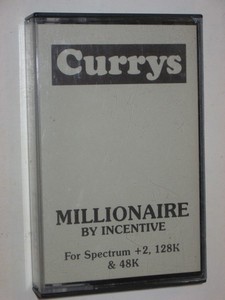 Currys
MILLIONAIRE
BY INCENTIVE
For Spectrum +2, 128K
& 48K